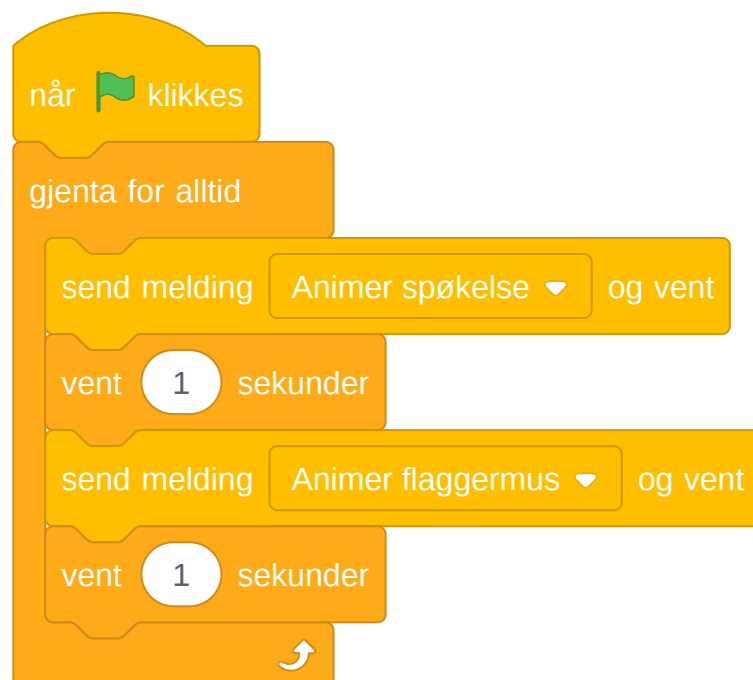 når klikkes
gjenta for alltid
send melding Animer spøkelse og vent
vent 1 sekunder
send melding Animer flaggermus og vent
vent 1 sekunder